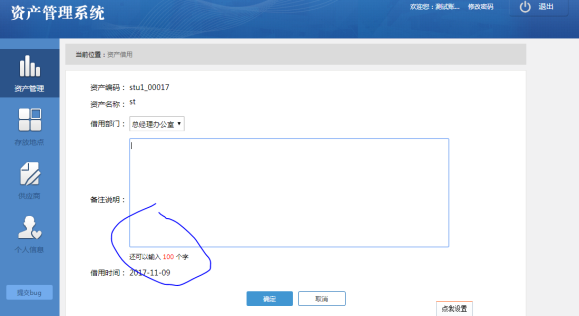 资产管理系统
欢迎您：测试账... 修改密码 退出
资产管理
存放地点
供应商
个人信息
提交bug
当前位置：资产借用
资产编码：stu1_00017
资产名称：st
借用部门：总经理办公室
备注说明：
还可以输入 100 个字
借用时间：2017-11-09
确定 取消
点我设置